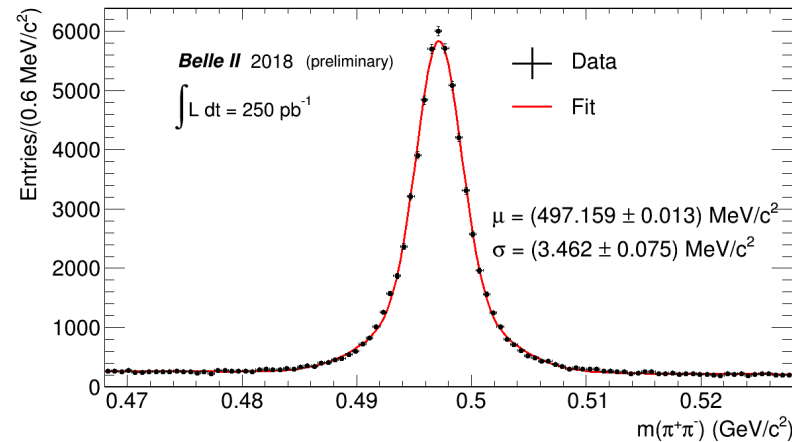 Entries/(0.6 MeV/c²)
6000
5000
4000
3000
2000
1000
0
Belle II 2018 (preliminary)
∫L dt = 250 pb⁻¹
Data
Fit
μ = (497.159 ± 0.013) MeV/c²
σ = (3.462 ± 0.075) MeV/c²
0.47 0.48 0.49 0.5 0.51 0.52
m(π⁺π⁻) (GeV/c²)